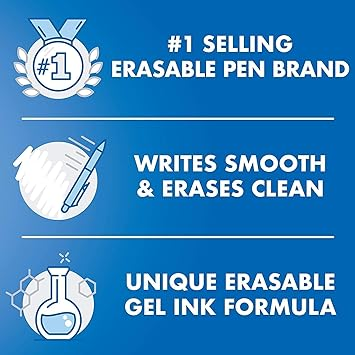 #1
#1 SELLING
ERASABLE PEN BRAND
WRITES SMOOTH
& ERASES CLEAN
UNIQUE ERASABLE
GEL INK FORMULA